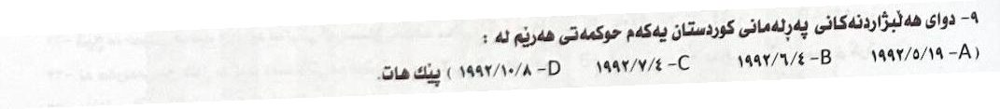 ٩- دوای هەڵبژاردنەکانی پەرلەمانی کوردستان یەکەم حوکمەتی هەرێم لە :
(A- ١٩٩٢/٥/١٩ B- ١٩٩٢/٦/٤ C- ١٩٩٢/٧/٤ D- ١٩٩٢/١٠/٨ ) پێك هات.